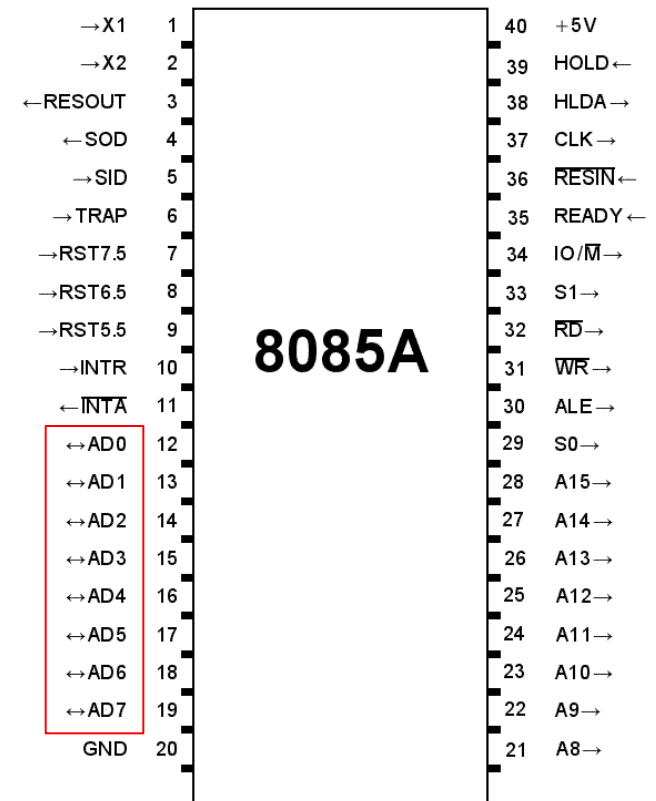 →X1 1 40 +5V
→X2 2 39 HOLD←
←RESOUT 3 38 HLDA→
←SOD 4 37 CLK→
→SID 5 36 R̅E̅S̅I̅N̅←
→TRAP 6 35 READY←
→RST7.5 7 34 IO/M̅→
→RST6.5 8 33 S1→
→RST5.5 9 32 R̅D̅→
8085A
→INTR 10 31 W̅R̅→
←I̅N̅T̅A̅ 11 30 ALE→
↔AD0 12 29 S0→
↔AD1 13 28 A15→
↔AD2 14 27 A14→
↔AD3 15 26 A13→
↔AD4 16 25 A12→
↔AD5 17 24 A11→
↔AD6 18 23 A10→
↔AD7 19 22 A9→
GND 20 21 A8→